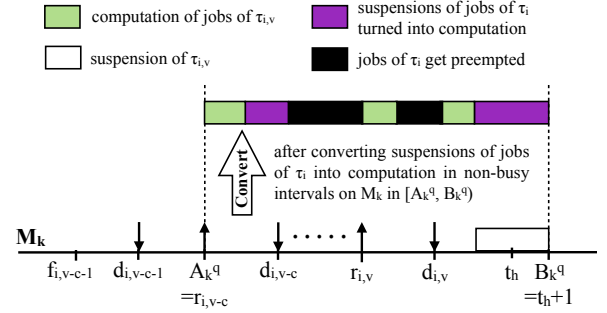 computation of jobs of τi,v
suspensions of jobs of τi
turned into computation
suspension of τi,v
jobs of τi get preempted
Convert
after converting suspensions of jobs
of τi into computation in non-busy
intervals on Mk in [Akq, Bkq)
Mk
fi,v-c-1 di,v-c-1 Akq di,v-c ri,v di,v th Bkq
=ri,v-c =th+1